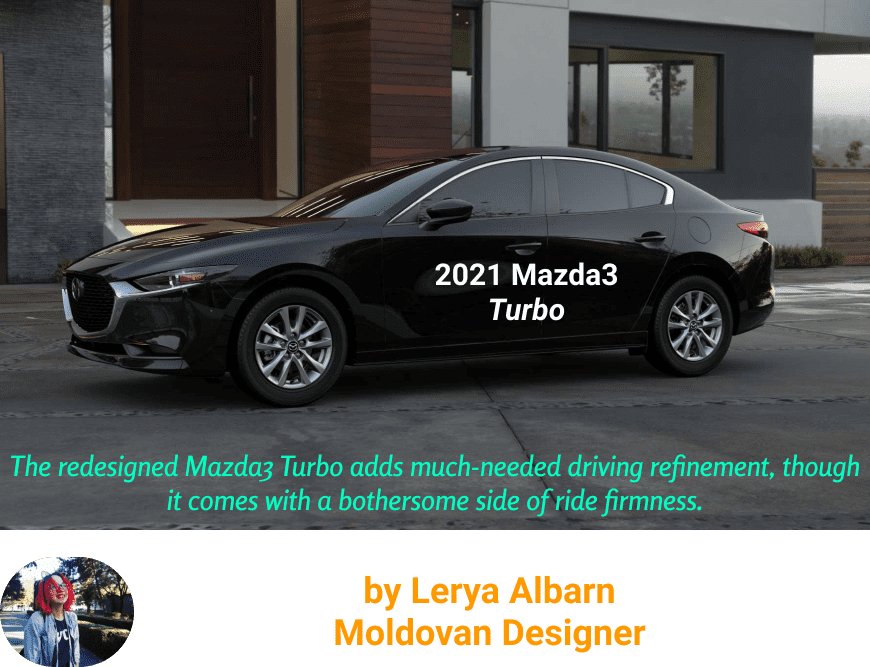 2021 Mazda3
Turbo
The redesigned Mazda3 Turbo adds much-needed driving refinement, though
it comes with a bothersome side of ride firmness.
by Lerya Albarn
Moldovan Designer